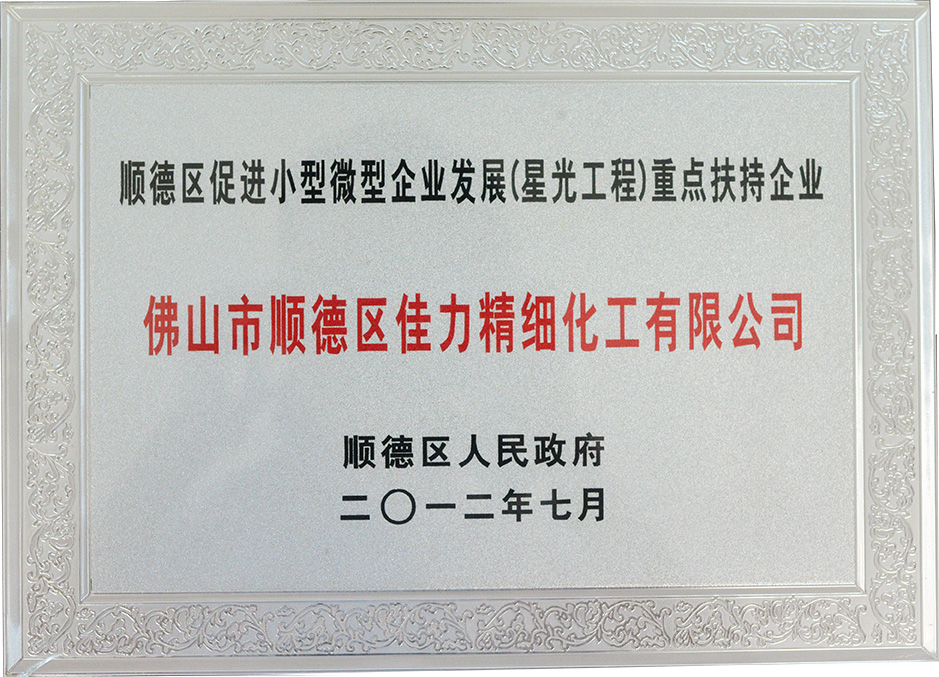 顺德区促进小型微型企业发展(星光工程)重点扶持企业
佛山市顺德区佳力精细化工有限公司
顺德区人民政府
二〇一二年七月